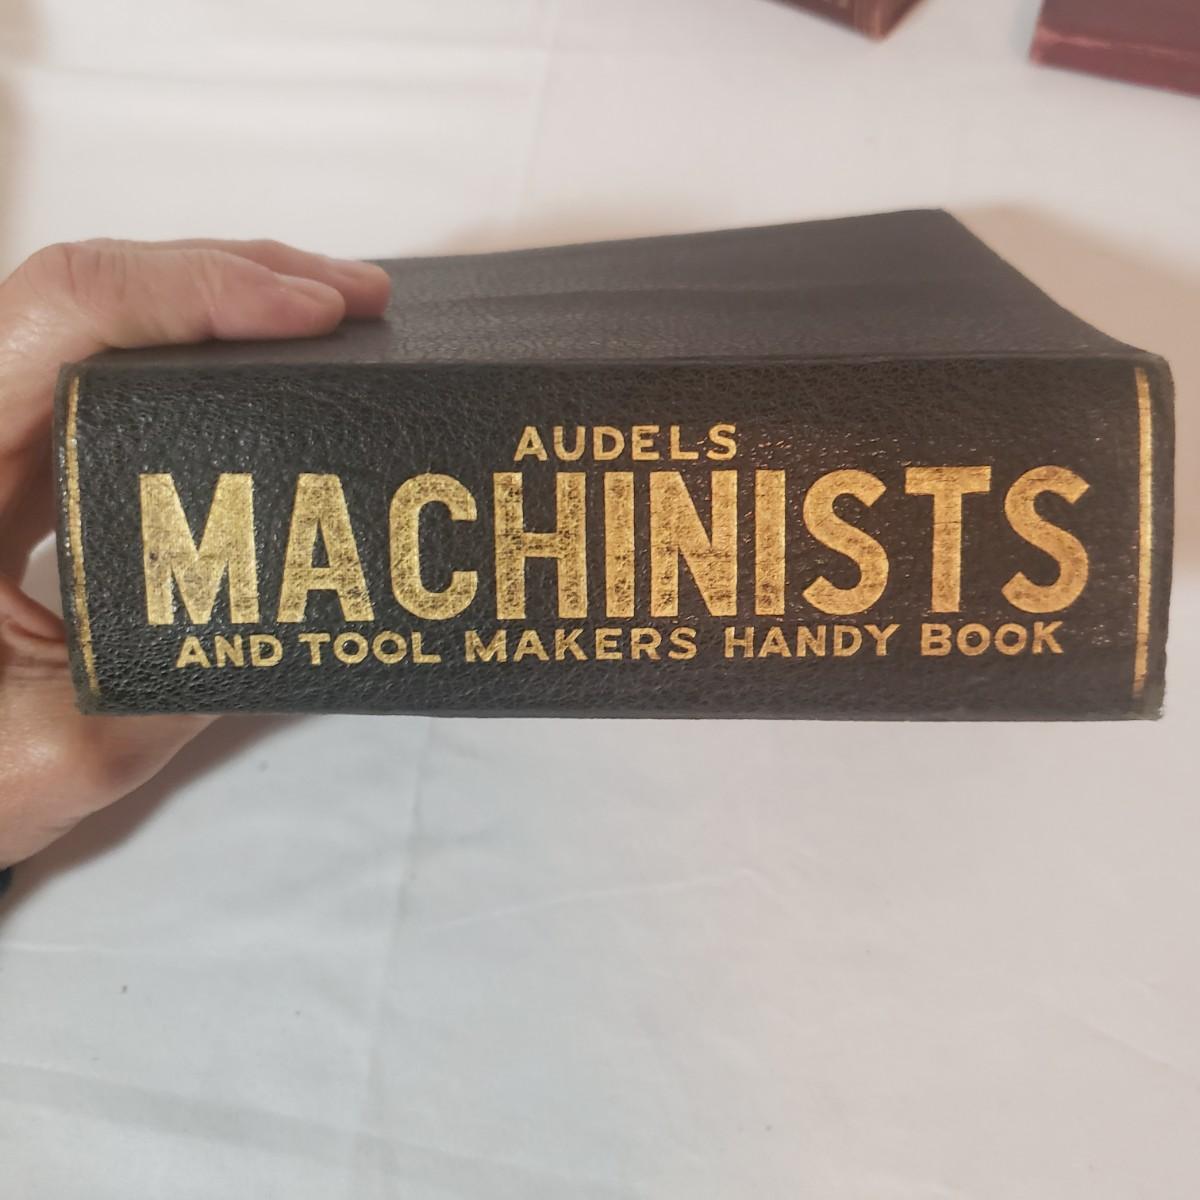 AUDELS
MACHINISTS
AND TOOL MAKERS HANDY BOOK